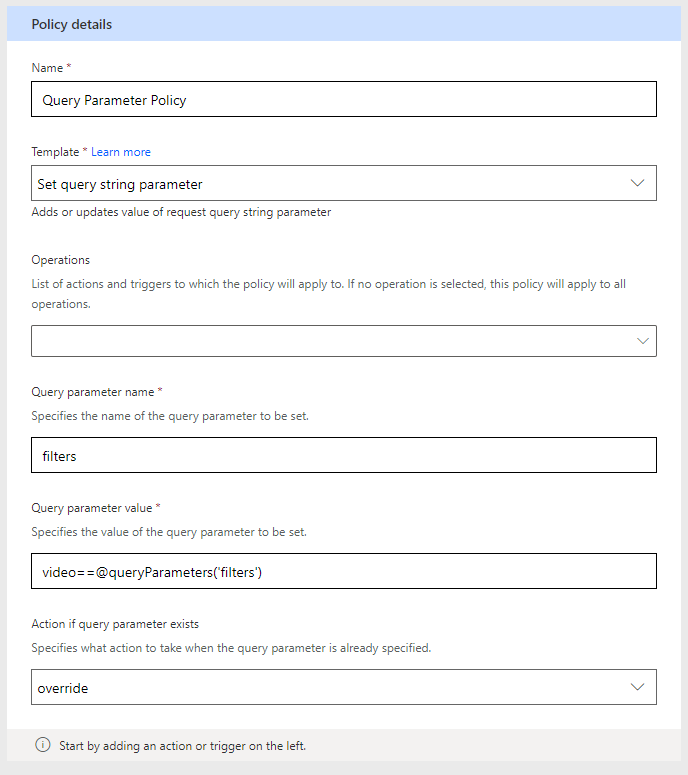 Policy details
Name *
Query Parameter Policy
Template * Learn more
Set query string parameter
Adds or updates value of request query string parameter
Operations
List of actions and triggers to which the policy will apply to. If no operation is selected, this policy will apply to all
operations.
Query parameter name *
Specifies the name of the query parameter to be set.
filters
Query parameter value *
Specifies the value of the query parameter to be set.
video==@queryParameters('filters')
Action if query parameter exists
Specifies what action to take when the query parameter is already specified.
override
Start by adding an action or trigger on the left.